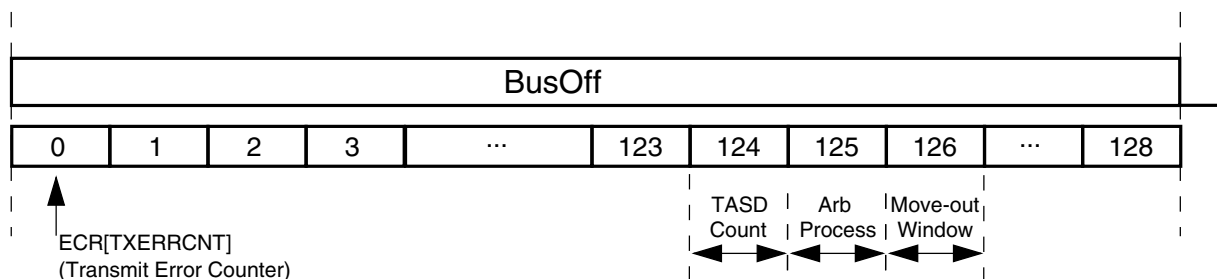 BusOff
0 1 2 3 ... 123 124 125 126 ... 128
TASD Arb Move-out
Count Process Window
ECR[TXERRCNT]
(Transmit Error Counter)